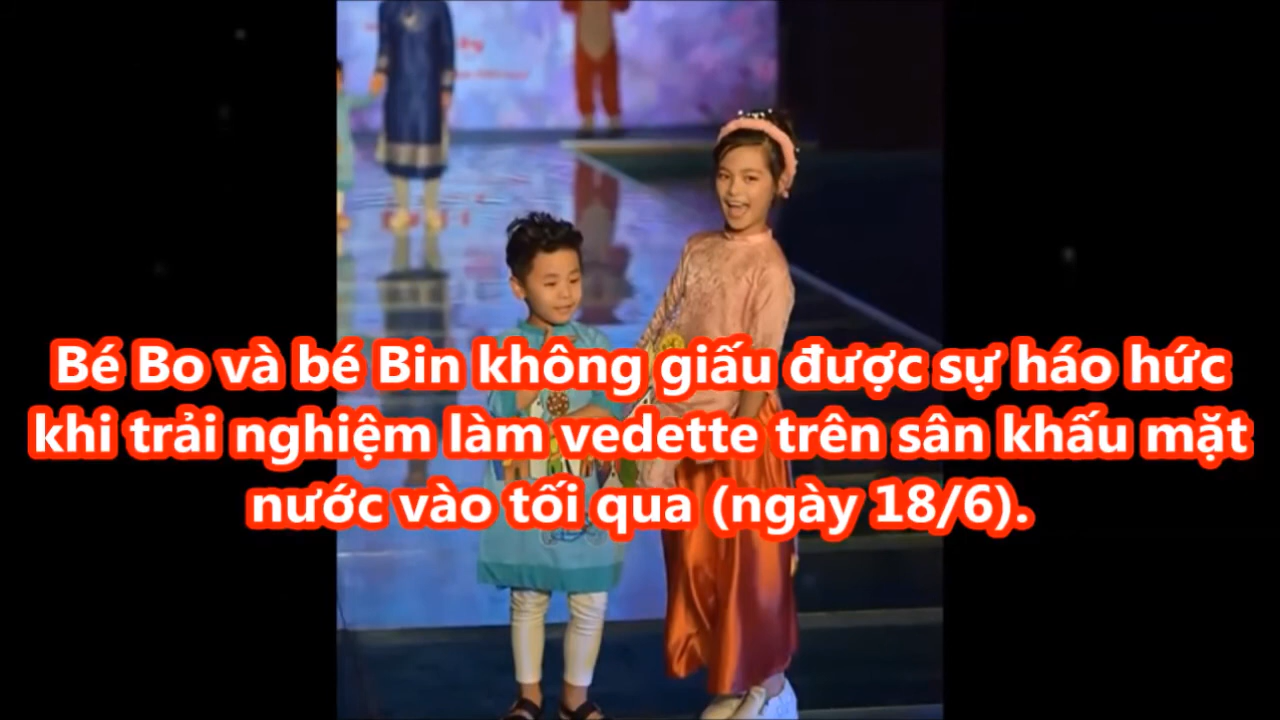 Bé Bo và bé Bin không giấu được sự háo hức
khi trải nghiệm làm vedette trên sân khấu mặt
nước vào tối qua (ngày 18/6).